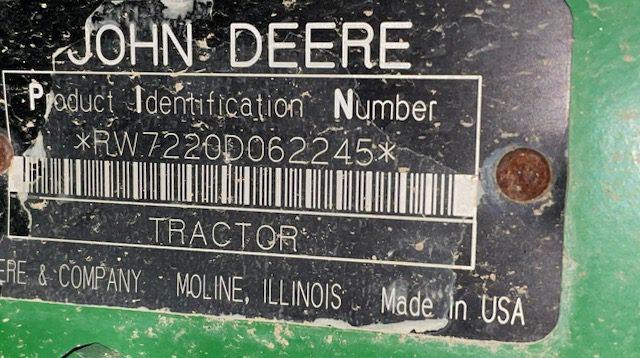 JOHN DEERE
Product Identification Number
*RW7220D062245*
TRACTOR
ERE & COMPANY MOLINE, ILLINOIS Made in USA